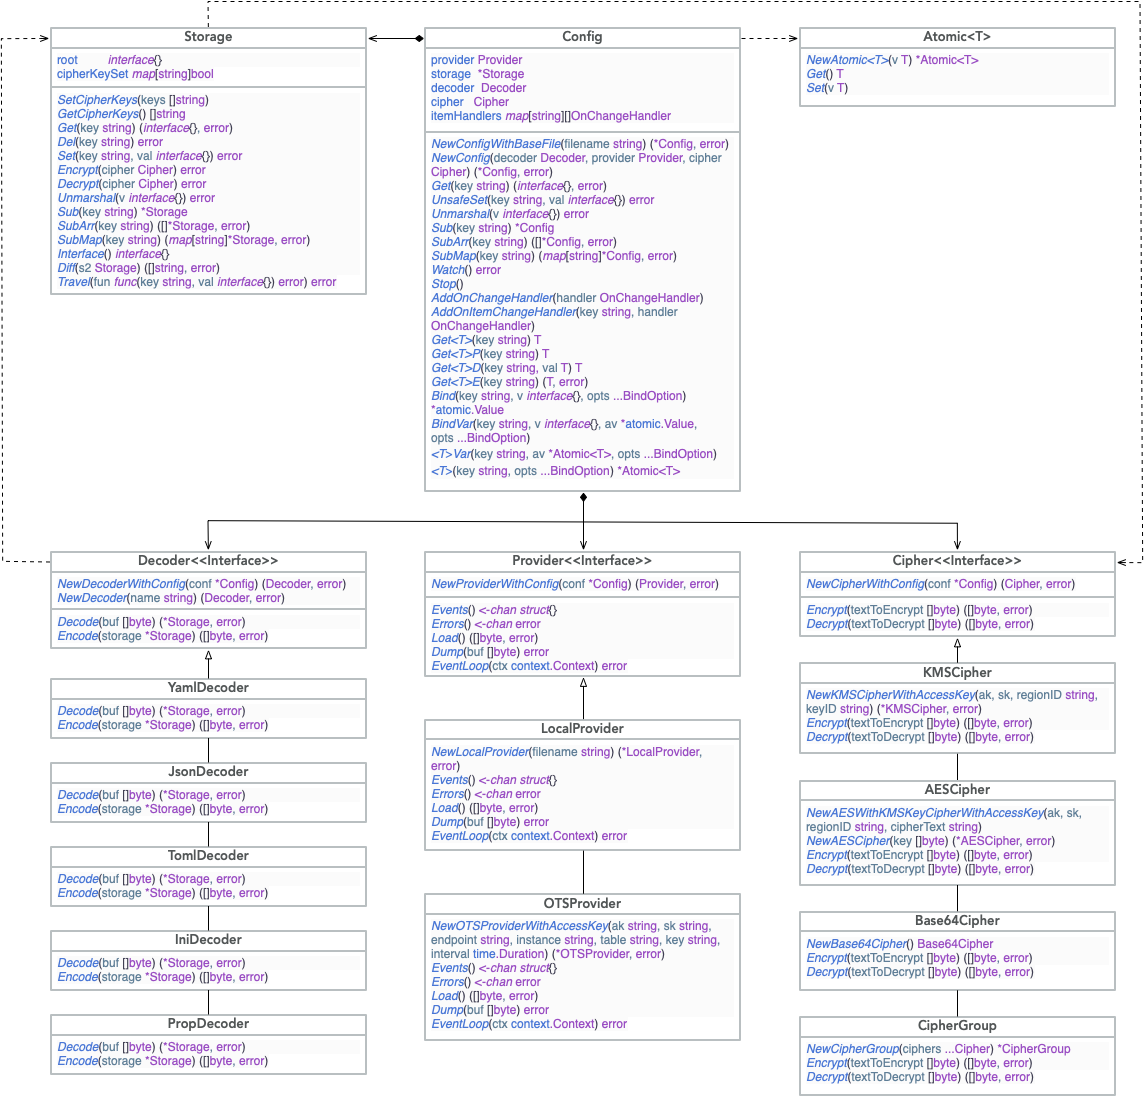 Storage
root interface{}
cipherKeySet map[string]bool
SetCipherKeys(keys []string)
GetCipherKeys() []string
Get(key string) (interface{}, error)
Del(key string) error
Set(key string, val interface{}) error
Encrypt(cipher Cipher) error
Decrypt(cipher Cipher) error
Unmarshal(v interface{}) error
Sub(key string) *Storage
SubArr(key string) ([]*Storage, error)
SubMap(key string) (map[string]*Storage, error)
Interface() interface{}
Diff(s2 Storage) ([]string, error)
Travel(fun func(key string, val interface{}) error) error
Config
provider Provider
storage *Storage
decoder Decoder
cipher Cipher
itemHandlers map[string][]OnChangeHandler
NewConfigWithBaseFile(filename string) (*Config, error)
NewConfig(decoder Decoder, provider Provider, cipher
Cipher) (*Config, error)
Get(key string) (interface{}, error)
UnsafeSet(key string, val interface{}) error
Unmarshal(v interface{}) error
Sub(key string) *Config
SubArr(key string) ([]*Config, error)
SubMap(key string) (map[string]*Config, error)
Watch() error
Stop()
AddOnChangeHandler(handler OnChangeHandler)
AddOnItemChangeHandler(key string, handler
OnChangeHandler)
Get<T>(key string) T
Get<T>P(key string) T
Get<T>D(key string, val T) T
Get<T>E(key string) (T, error)
Bind(key string, v interface{}, opts ...BindOption)
*atomic.Value
BindVar(key string, v interface{}, av *atomic.Value,
opts ...BindOption)
<T>Var(key string, av *Atomic<T>, opts ...BindOption)
<T>(key string, opts ...BindOption) *Atomic<T>
Atomic<T>
NewAtomic<T>(v T) *Atomic<T>
Get() T
Set(v T)
Decoder<<Interface>>
NewDecoderWithConfig(conf *Config) (Decoder, error)
NewDecoder(name string) (Decoder, error)
Decode(buf []byte) (*Storage, error)
Encode(storage *Storage) ([]byte, error)
YamlDecoder
Decode(buf []byte) (*Storage, error)
Encode(storage *Storage) ([]byte, error)
JsonDecoder
Decode(buf []byte) (*Storage, error)
Encode(storage *Storage) ([]byte, error)
TomlDecoder
Decode(buf []byte) (*Storage, error)
Encode(storage *Storage) ([]byte, error)
IniDecoder
Decode(buf []byte) (*Storage, error)
Encode(storage *Storage) ([]byte, error)
PropDecoder
Decode(buf []byte) (*Storage, error)
Encode(storage *Storage) ([]byte, error)
Provider<<Interface>>
NewProviderWithConfig(conf *Config) (Provider, error)
Events() <-chan struct{}
Errors() <-chan error
Load() ([]byte, error)
Dump(buf []byte) error
EventLoop(ctx context.Context) error
LocalProvider
NewLocalProvider(filename string) (*LocalProvider,
error)
Events() <-chan struct{}
Errors() <-chan error
Load() ([]byte, error)
Dump(buf []byte) error
EventLoop(ctx context.Context) error
OTSProvider
NewOTSProviderWithAccessKey(ak string, sk string,
endpoint string, instance string, table string, key string,
interval time.Duration) (*OTSProvider, error)
Events() <-chan struct{}
Errors() <-chan error
Load() ([]byte, error)
Dump(buf []byte) error
EventLoop(ctx context.Context) error
Cipher<<Interface>>
NewCipherWithConfig(conf *Config) (Cipher, error)
Encrypt(textToEncrypt []byte) ([]byte, error)
Decrypt(textToDecrypt []byte) ([]byte, error)
KMSCipher
NewKMSCipherWithAccessKey(ak, sk, regionID string,
keyID string) (*KMSCipher, error)
Encrypt(textToEncrypt []byte) ([]byte, error)
Decrypt(textToDecrypt []byte) ([]byte, error)
AESCipher
NewAESWithKMSKeyCipherWithAccessKey(ak, sk,
regionID string, cipherText string)
NewAESCipher(key []byte) (*AESCipher, error)
Encrypt(textToEncrypt []byte) ([]byte, error)
Decrypt(textToDecrypt []byte) ([]byte, error)
Base64Cipher
NewBase64Cipher() Base64Cipher
Encrypt(textToEncrypt []byte) ([]byte, error)
Decrypt(textToDecrypt []byte) ([]byte, error)
CipherGroup
NewCipherGroup(ciphers ...Cipher) *CipherGroup
Encrypt(textToEncrypt []byte) ([]byte, error)
Decrypt(textToDecrypt []byte) ([]byte, error)